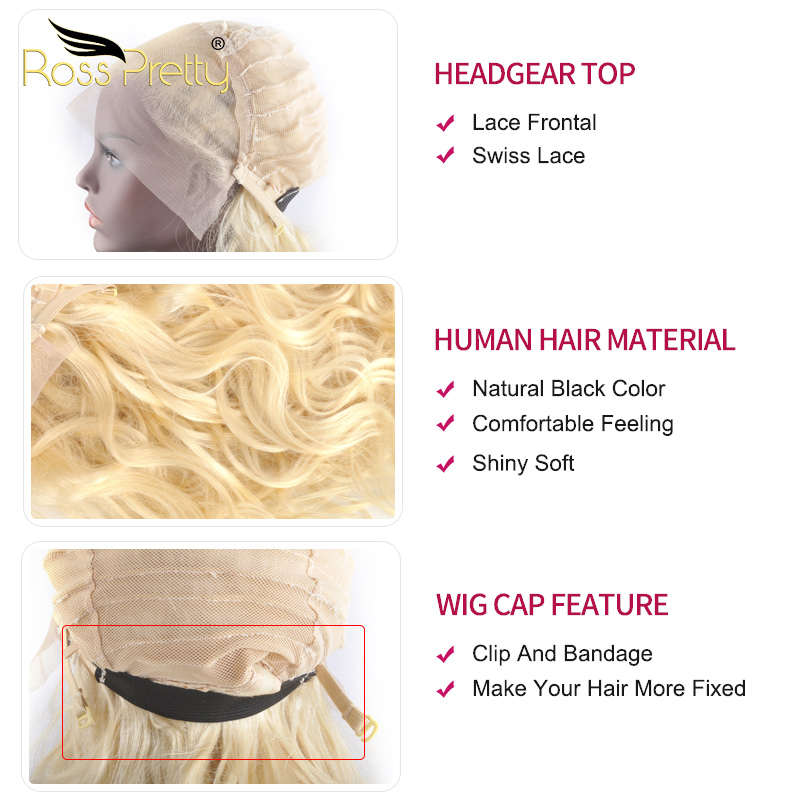 Ross Pretty®
HEADGEAR TOP
Lace Frontal
Swiss Lace
HUMAN HAIR MATERIAL
Natural Black Color
Comfortable Feeling
Shiny Soft
WIG CAP FEATURE
Clip And Bandage
Make Your Hair More Fixed